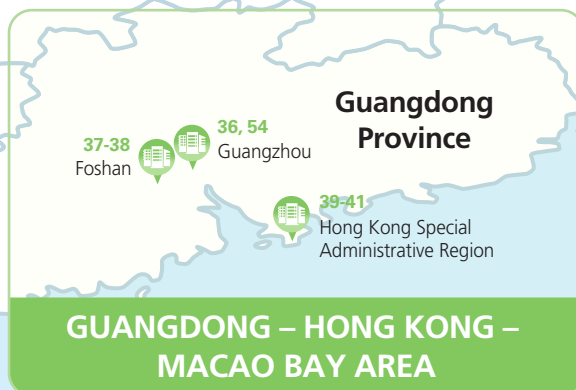 Guangdong
Province
36, 54
Guangzhou
37-38
Foshan
39-41
Hong Kong Special
Administrative Region
GUANGDONG – HONG KONG –
MACAO BAY AREA